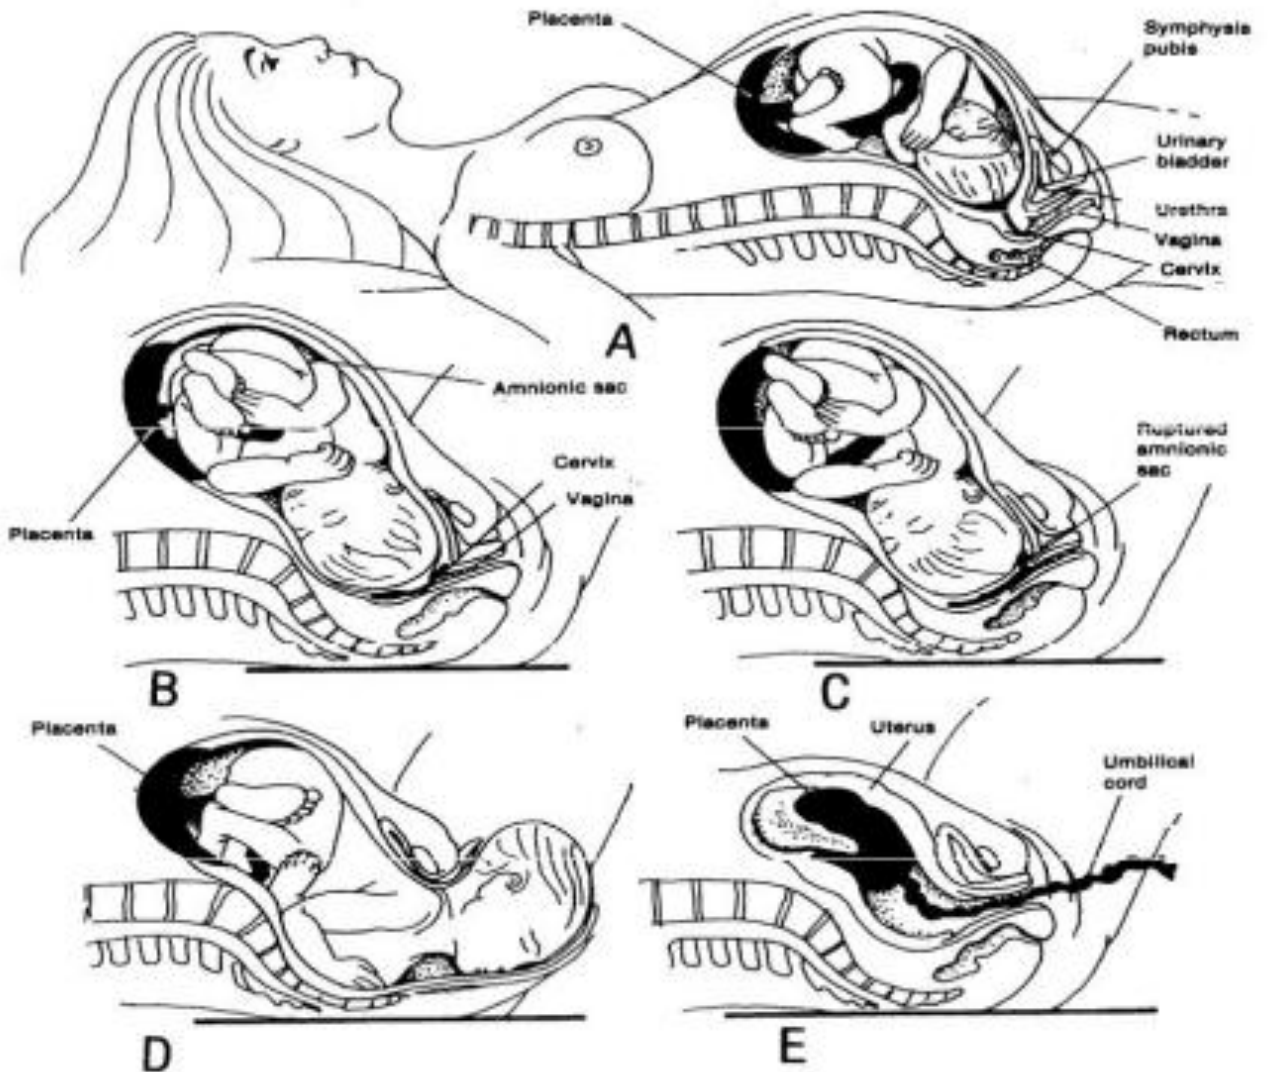 Placenta
Symphysis
pubis
Urinary
bladder
Urethra
Vagina
Cervix
Rectum
A
Amnionic sac
Cervix
Vagina
Placenta
B
Ruptured
amnionic
sac
C
Placenta
D
Placenta
Uterus
Umbilical
cord
E